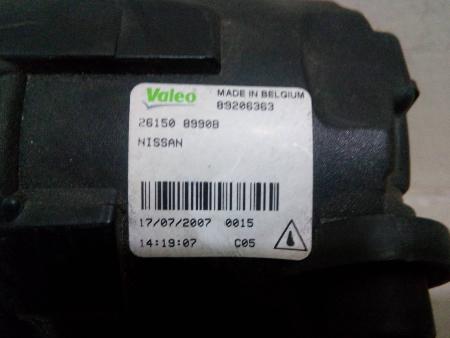 Valeo MADE IN BELGIUM
89206363
26150 8990B
NISSAN
17/07/2007 0015
14:19:07 C05